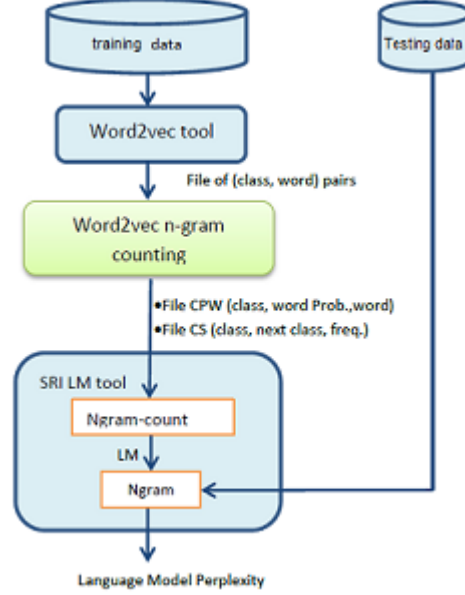 training data
Testing data
Word2vec tool
File of (class, word) pairs
Word2vec n-gram
counting
•File CPW (class, word Prob.,word)
•File CS (class, next class, freq.)
SRI LM tool
Ngram-count
LM
Ngram
Language Model Perplexity